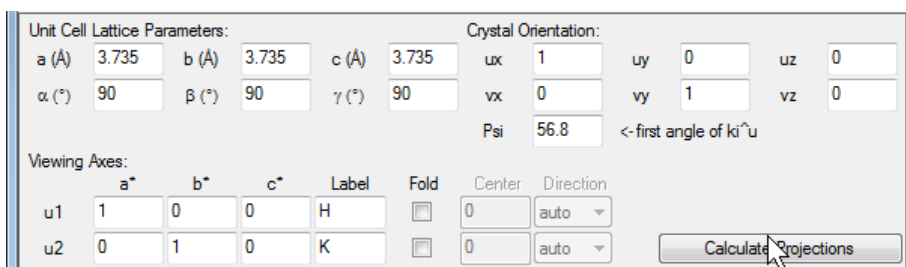 Unit Cell Lattice Parameters: Crystal Orientation:
a (Å) 3.735 b (Å) 3.735 c (Å) 3.735 ux 1 uy 0 uz 0
α (°) 90 β (°) 90 γ (°) 90 vx 0 vy 1 vz 0
Psi 56.8 <- first angle of ki^u
Viewing Axes:
a* b* c* Label Fold Center Direction
u1 1 0 0 H 0 auto
u2 0 1 0 K 0 auto Calculate Projections